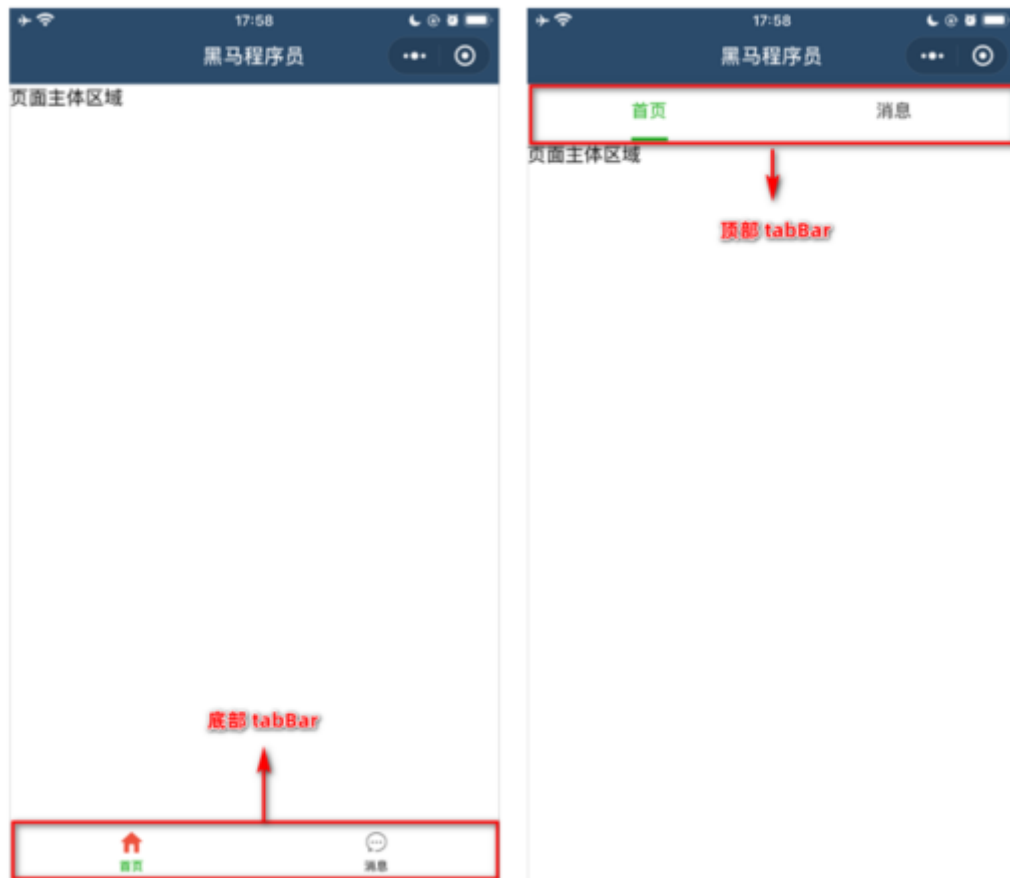 17:58
黑马程序员
页面主体区域
底部 tabBar
首页
消息
17:58
黑马程序员
首页
消息
页面主体区域
顶部 tabBar